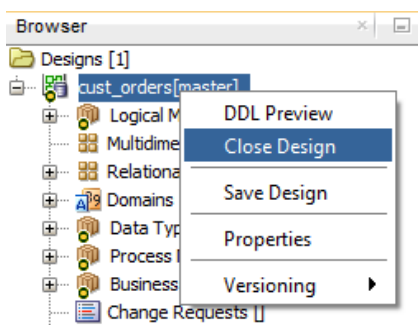 Browser
Designs [1]
cust_orders[master]
Logical M
DDL Preview
Multidime
Close Design
Relationa
Domains
Save Design
Data Typ
Properties
Process
Business
Versioning
Change Requests []